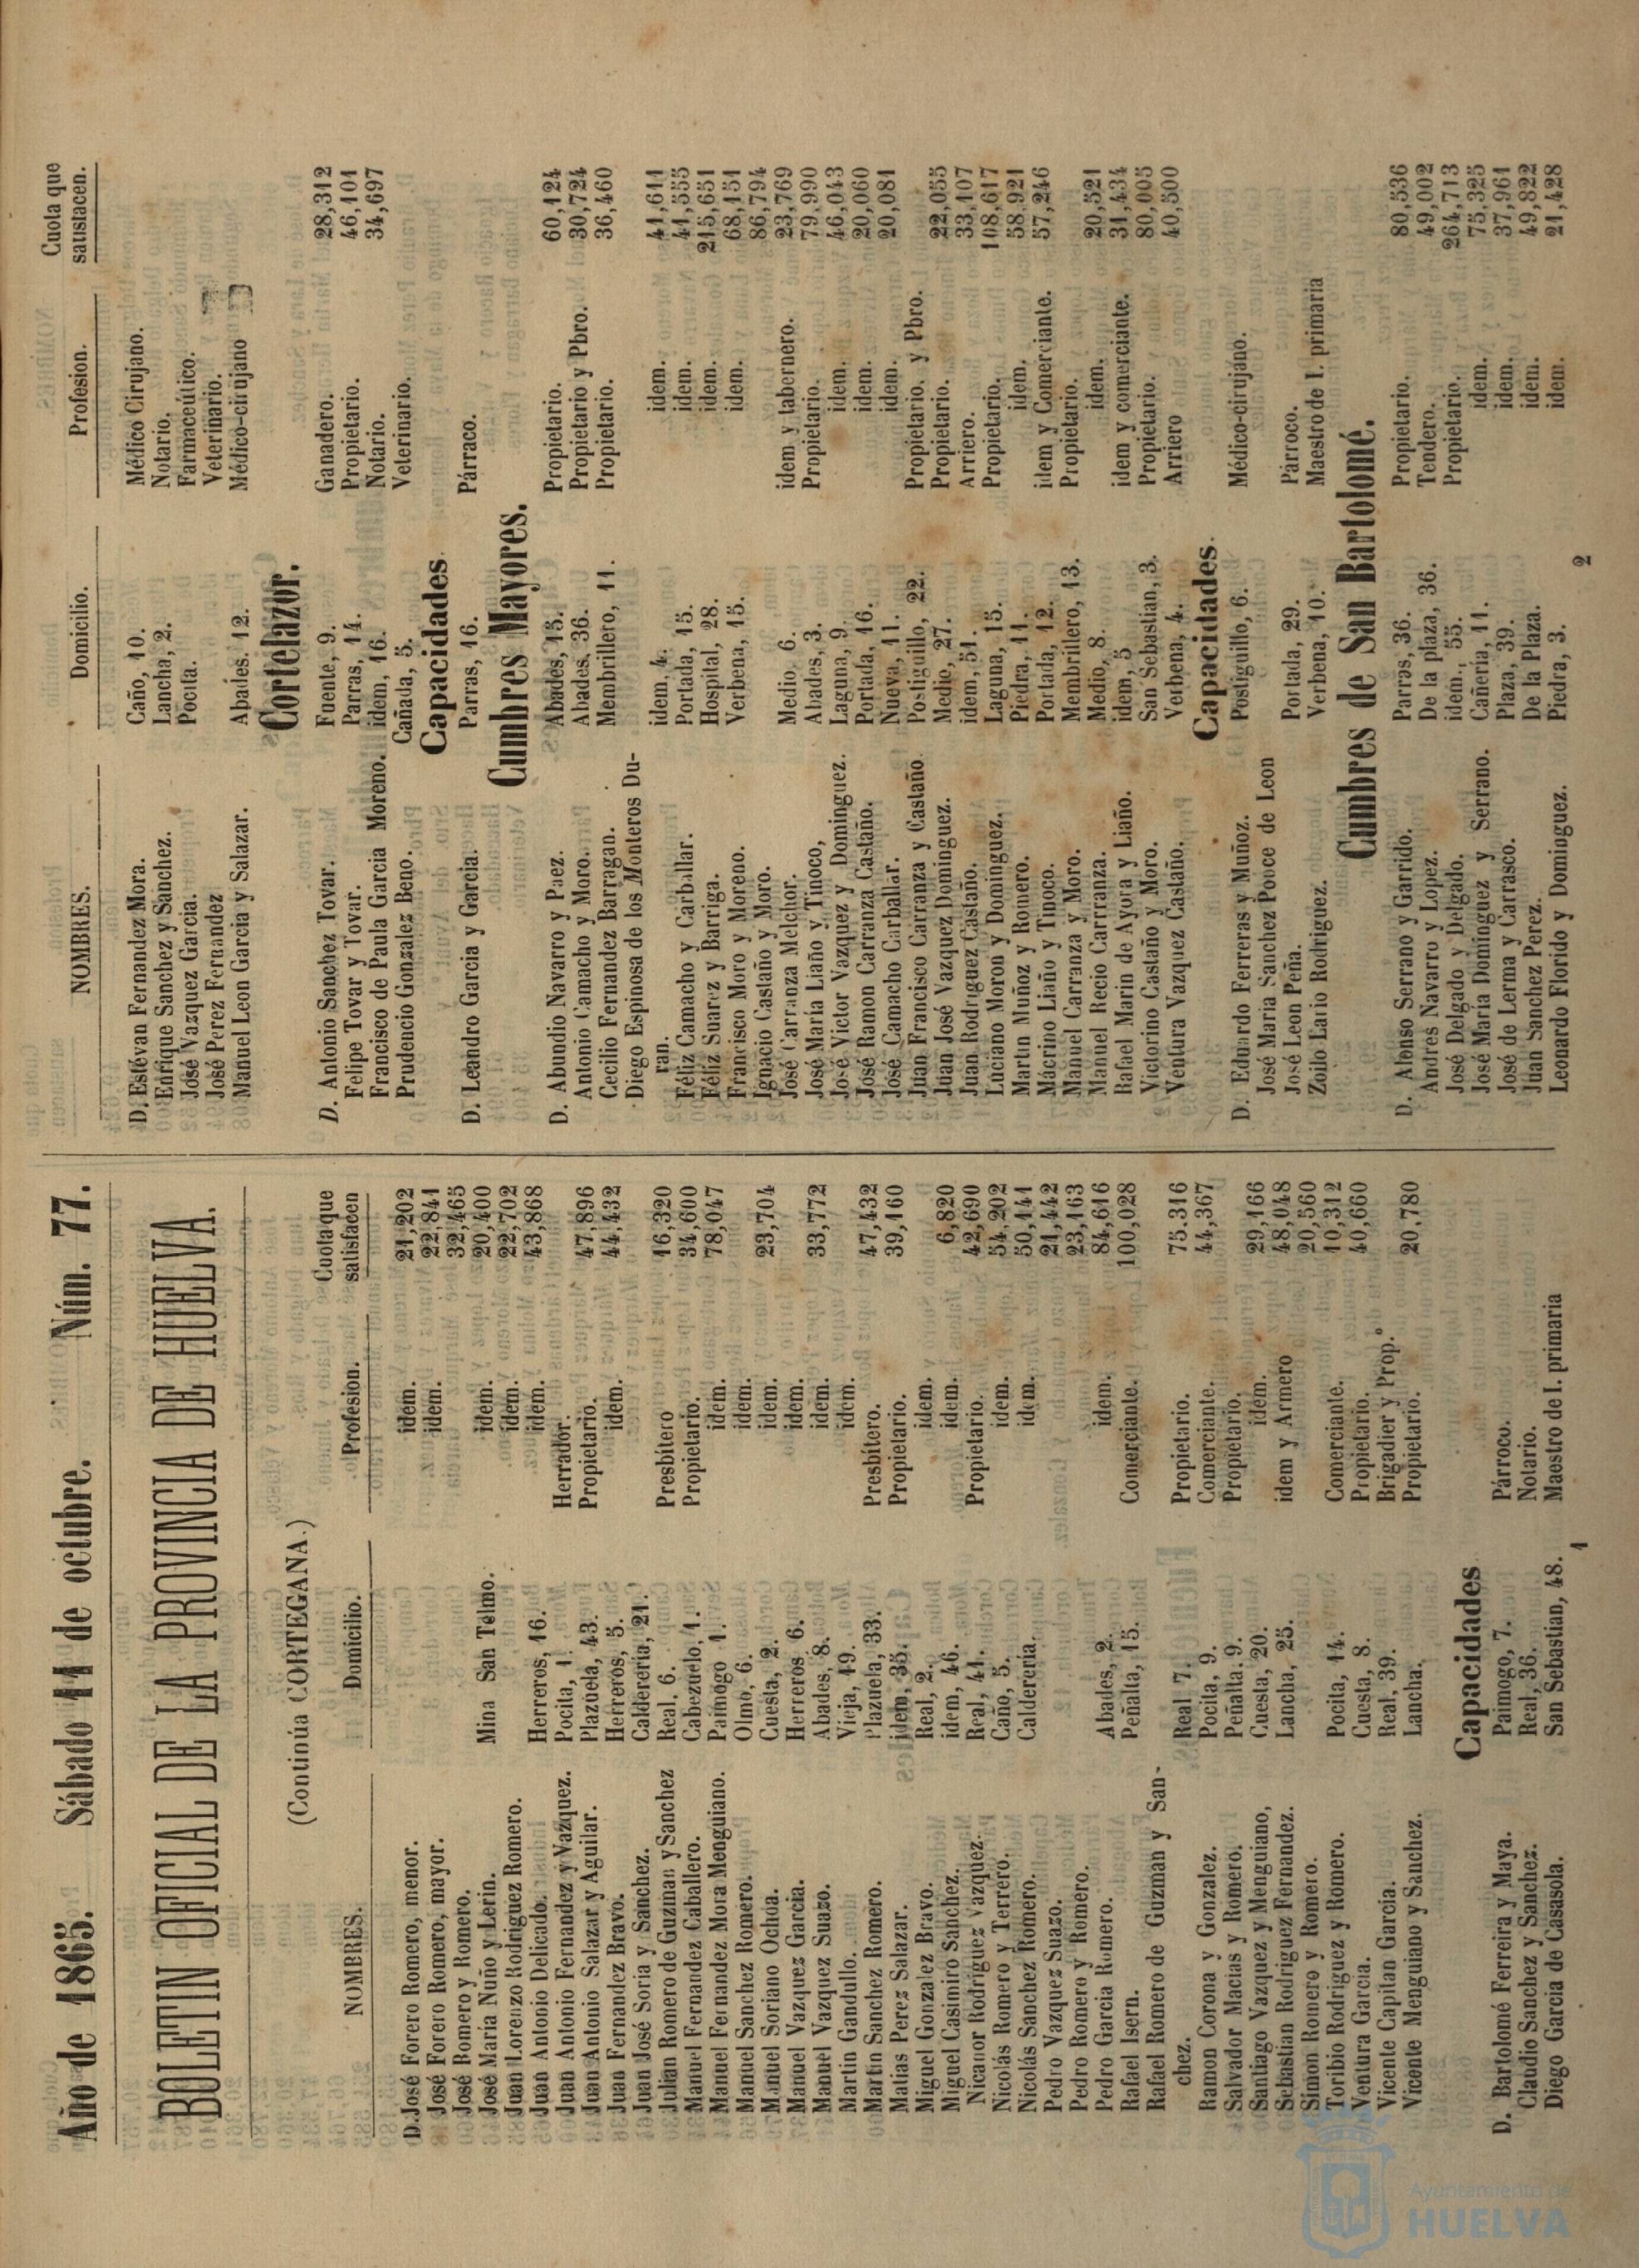 Año de 1865. Sábado 14 de octubre. Núm. 77.
BOLETIN OFICIAL DE LA PROVINCIA DE HUELVA.
(Continúa CORTEGANA.)
NOMBRES. Domicilio. Profesion. Cuota que satisfacen
D. José Forero Romero, menor. idem. 21,202
José Forero Romero, mayor. idem. 22,841
José Romero y Romero. 32,465
José María Nuño y Lerin. Mina San Telmo. idem. 20,400
Juan Lorenzo Rodriguez Romero. idem. 22,702
Juan Antonio Delicado. Herreros, 16. idem. 43,868
Juan Antonio Fernandez y Vazquez. Pocita, 1. Herrador.
Juan Antonio Salazar y Aguilar. Plazuela, 43. Propietario. 47,896
Juan Fernandez Bravo. Herreros, 5. idem. 44,432
Juan José Soria y Sanchez. Calderería, 21.
Julian Romero de Guzman y Sanchez Real. 6. Presbítero 16,320
Manuel Fernandez Caballero. Cabezuelo, 1. Propietario. 34,600
Manuel Fernandez Mora Menguiano. Paimogo 1. idem. 78,047
Manuel Sanchez Romero. Olmo, 6. idem.
Manuel Soriano Ochoa. Cuesta, 2. idem. 23,704
Manuel Vazquez Garcia. Herreros 6. idem.
Manuel Vazquez Suazo. Abades, 8. idem. 33,772
Martin Gandullo. Vieja, 19. idem.
Martin Sanchez Romero. Plazuela, 33. Presbítero. 47,432
Matias Perez Salazar. idem, 35. Propietario. 39,160
Miguel Gonzalez Bravo. Real, 2. idem.
Miguel Casimiro Sanchez. idem, 46. idem. 6,820
Nicanor Rodriguez Vazquez. Real, 41. Propietario. 42,690
Nicolás Romero y Terrero. Caño, 5. idem. 54,202
Nicolás Sanchez Romero. Calderería. idem. 50,144
Pedro Vazquez Suazo. 21,442
Pedro Romero y Romero. 23,163
Pedro Garcia Romero. Abades, 2. idem. 84,616
Rafael Isern. Peñalta, 15. Comerciante. 100,028
Rafael Romero de Guzman y San-
chez. Real 7. Propietario. 75.316
Ramon Corona y Gonzalez. Pocita, 9. Comerciante. 44,367
Salvador Macias y Romero. Peñalta. 9. Propietario.
Santiago Vazquez y Menguiano, Cuesta, 20. idem. 29,166
Sebastian Rodriguez Fernandez. Lancha, 25. idem y Armero 48,048
Simon Romero y Romero. 20,560
Toribio Rodriguez y Romero. Pocita, 14. Comerciante. 10,312
Ventura Garcia. Cuesta, 8. Propietario. 40,660
Vicente Capitan Garcia. Real, 39. Brigadier y Prop.°
Vicente Menguiano y Sanchez. Lancha. Propietario. 20,780
Capacidades
D. Bartolomé Ferreira y Maya. Paimogo, 7. Párroco.
Claudio Sanchez y Sanchez. Real, 36. Notario.
Diego Garcia de Casasola. San Sebastian, 48. Maestro de I. primaria
1
NOMBRES. Domicilio. Profesion. Cuola que satistacen.
D. Estévan Fernandez Mora. Caño, 10. Médico Cirujano.
Enrique Sanchez y Sanchez. Lancha, 2. Notario.
José Vazquez Garcia. Pocita. Farmaceútico.
José Perez Fernandez Veterinario.
Manuel Leon Garcia y Salazar. Abades. 12. Médico-cirujano
Cortelazor.
D. Antonio Sanchez Tovar. Fuente, 9. Ganadero. 28,312
Felipe Tovar y Tovar. Parras, 14. Propietario. 46,101
Francisco de Paula Garcia Moreno. idem, 16. Notario. 34,697
Prudencio Gonzalez Beno. Cañada, 5. Veterinario.
Capacidades
D. Leandro Garcia y Garcia. Parras, 16. Párraco.
Cumbres Mayores.
D. Abundio Navarro y Paez. Abades, 15. Propietario. 60,124
Antonio Camacho y Moro. Abades. 36. Propietario y Pbro. 30,724
Cecilio Fernandez Barragan. Membrillero, 11. Propietario. 36,460
Diego Espinosa de los Monteros Du-
ran. idem, 4. idem. 41,611
Féliz Camacho y Carballar. Portada, 15. idem. 41,555
Féliz Suarez y Barriga. Hospital, 28. idem. 215,651
Francisco Moro y Moreno. Verbena, 15. idem. 68,151
Ignacio Castaño y Moro. 86,794
José Carranza Melchor. Medio, 6. idem y tabernero. 23,769
José María Liaño y Tinoco, Abades, 3. Propietario. 79,990
José Victor Vazquez y Dominguez. Laguna, 9. idem. 46,043
José Ramon Carranza Castaño. Portada, 16. idem. 20,060
José Camacho Carballar. Nueva, 11. idem. 20,081
Juan Francisco Carranza y Castaño. Postiguillo, 22. Propietario. y Pbro.
Juan José Vazquez Dominguez. Medio, 27. Propietario. 22,055
Juan Rodriguez Castaño. idem, 51. Arriero. 33,107
Luciano Moron y Dominguez. Laguna, 15. Propietario. 108,617
Martin Muñoz y Romero. Piedra, 11. idem. 58,921
Macrino Liaño y Tinoco. Portada, 12. idem y Comerciante. 57,246
Manuel Carranza y Moro. Membrillero, 13. Propietario.
Manuel Recio Carrranza. Medio, 8. idem. 20,521
Rafael Marin de Ayora y Liaño. idem, 5 idem y comerciante. 31,434
Victorino Castaño y Moro. San Sebastian, 3. Propietario. 80,005
Ventura Vazquez Castaño. Verbena, 4. Arriero 40,500
Capacidades.
D. Eduardo Ferreras y Muñoz. Postiguillo, 6. Médico-cirujano.
José María Sanchez Ponce de Leon
José Leon Peña. Portada, 29. Párroco.
Zoilo Lario Rodriguez. Verbena, 10. Maestro de I. primaria
Cumbres de San Bartolomé.
D. Alonso Serrano y Garrido. Parras, 36. Propietario. 80,536
Andres Navarro y Lopez. De la plaza, 36. Tendero. 49,002
José Delgado y Delgado. idem, 55. Propietario. 264,713
José María Dominguez y Serrano. Cañeria, 11. idem. 75,325
José de Lerma y Carrasco. Plaza, 39. idem. 37,961
Juan Sanchez Perez. De la Plaza. idem. 49,822
Leonardo Florido y Dominguez. Piedra, 3. idem. 21,428
2
Ayuntamiento de
HUELVA